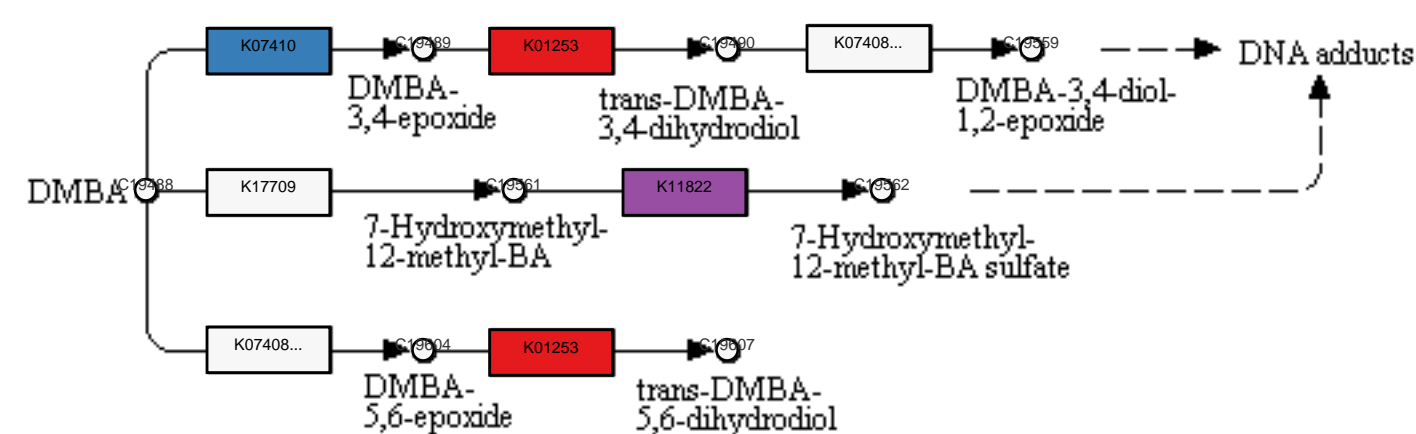 K07410
C19489
K01253
C19490
K07408...
C19559
DNA adducts
DMBA-
3,4-epoxide
trans-DMBA-
3,4-dihydrodiol
DMBA-3,4-diol-
1,2-epoxide
DMBA
C19488
K17709
C19561
K11822
C19562
7-Hydroxymethyl-
12-methyl-BA
7-Hydroxymethyl-
12-methyl-BA sulfate
K07408...
C19604
K01253
C19607
DMBA-
5,6-epoxide
trans-DMBA-
5,6-dihydrodiol